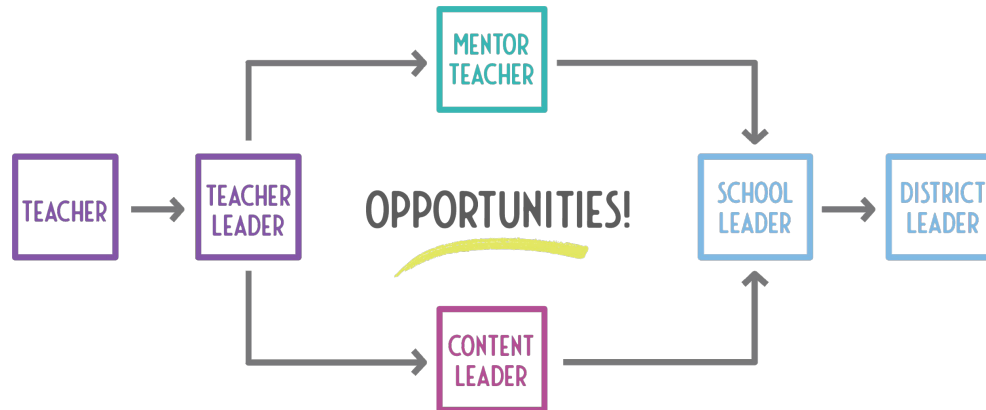 MENTOR
TEACHER
TEACHER
TEACHER
LEADER
OPPORTUNITIES!
SCHOOL
LEADER
DISTRICT
LEADER
CONTENT
LEADER